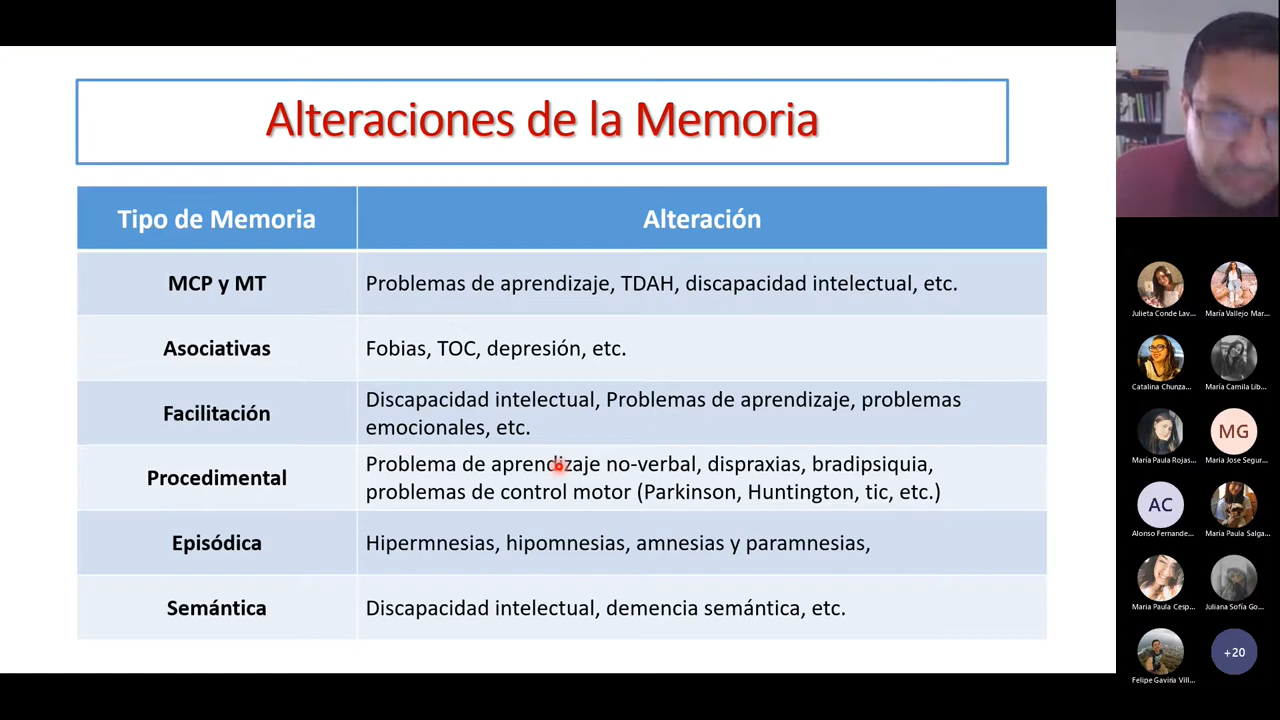 Alteraciones de la Memoria
Tipo de Memoria
Alteración
MCP y MT
Problemas de aprendizaje, TDAH, discapacidad intelectual, etc.
Asociativas
Fobias, TOC, depresión, etc.
Facilitación
Discapacidad intelectual, Problemas de aprendizaje, problemas
emocionales, etc.
Procedimental
Problema de aprendizaje no-verbal, dispraxias, bradipsiquia,
problemas de control motor (Parkinson, Huntington, tic, etc.)
Episódica
Hipermnesias, hipomnesias, amnesias y paramnesias,
Semántica
Discapacidad intelectual, demencia semántica, etc.
Julieta Conde Lav...
María Vallejo Mar...
Catalina Chunza...
María Camila Lib...
María Paula Rojas...
MG
Maria Jose Segur...
AC
Alonso Fernande...
Maria Paula Salga...
Maria Paula Cesp...
Juliana Sofía Go...
+20
Felipe Gaviria Vill...